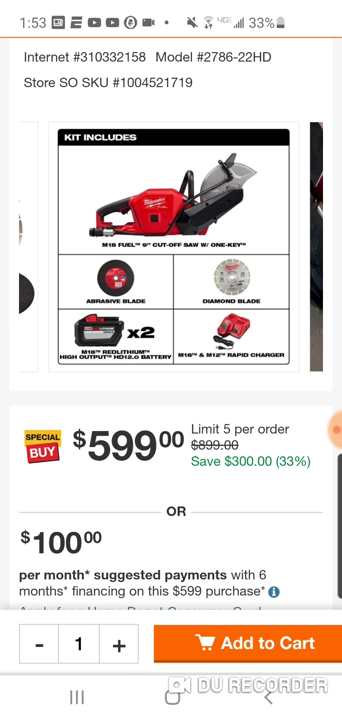 1:53 4G 33%
Internet #310332158 Model #2786-22HD
Store SO SKU #1004521719
KIT INCLUDES
Milwaukee
M18 FUEL™ 9" CUT-OFF SAW W/ ONE-KEY™
ABRASIVE BLADE
DIAMOND BLADE
x2
M18™ REDLITHIUM™
HIGH OUTPUT™ HD12.0 BATTERY
M18™ & M12™ RAPID CHARGER
SPECIAL
BUY
$599 00
Limit 5 per order
$899.00
Save $300.00 (33%)
OR
$100 00
per month* suggested payments with 6
months* financing on this $599 purchase*
- 1 +
Add to Cart
DU RECORDER